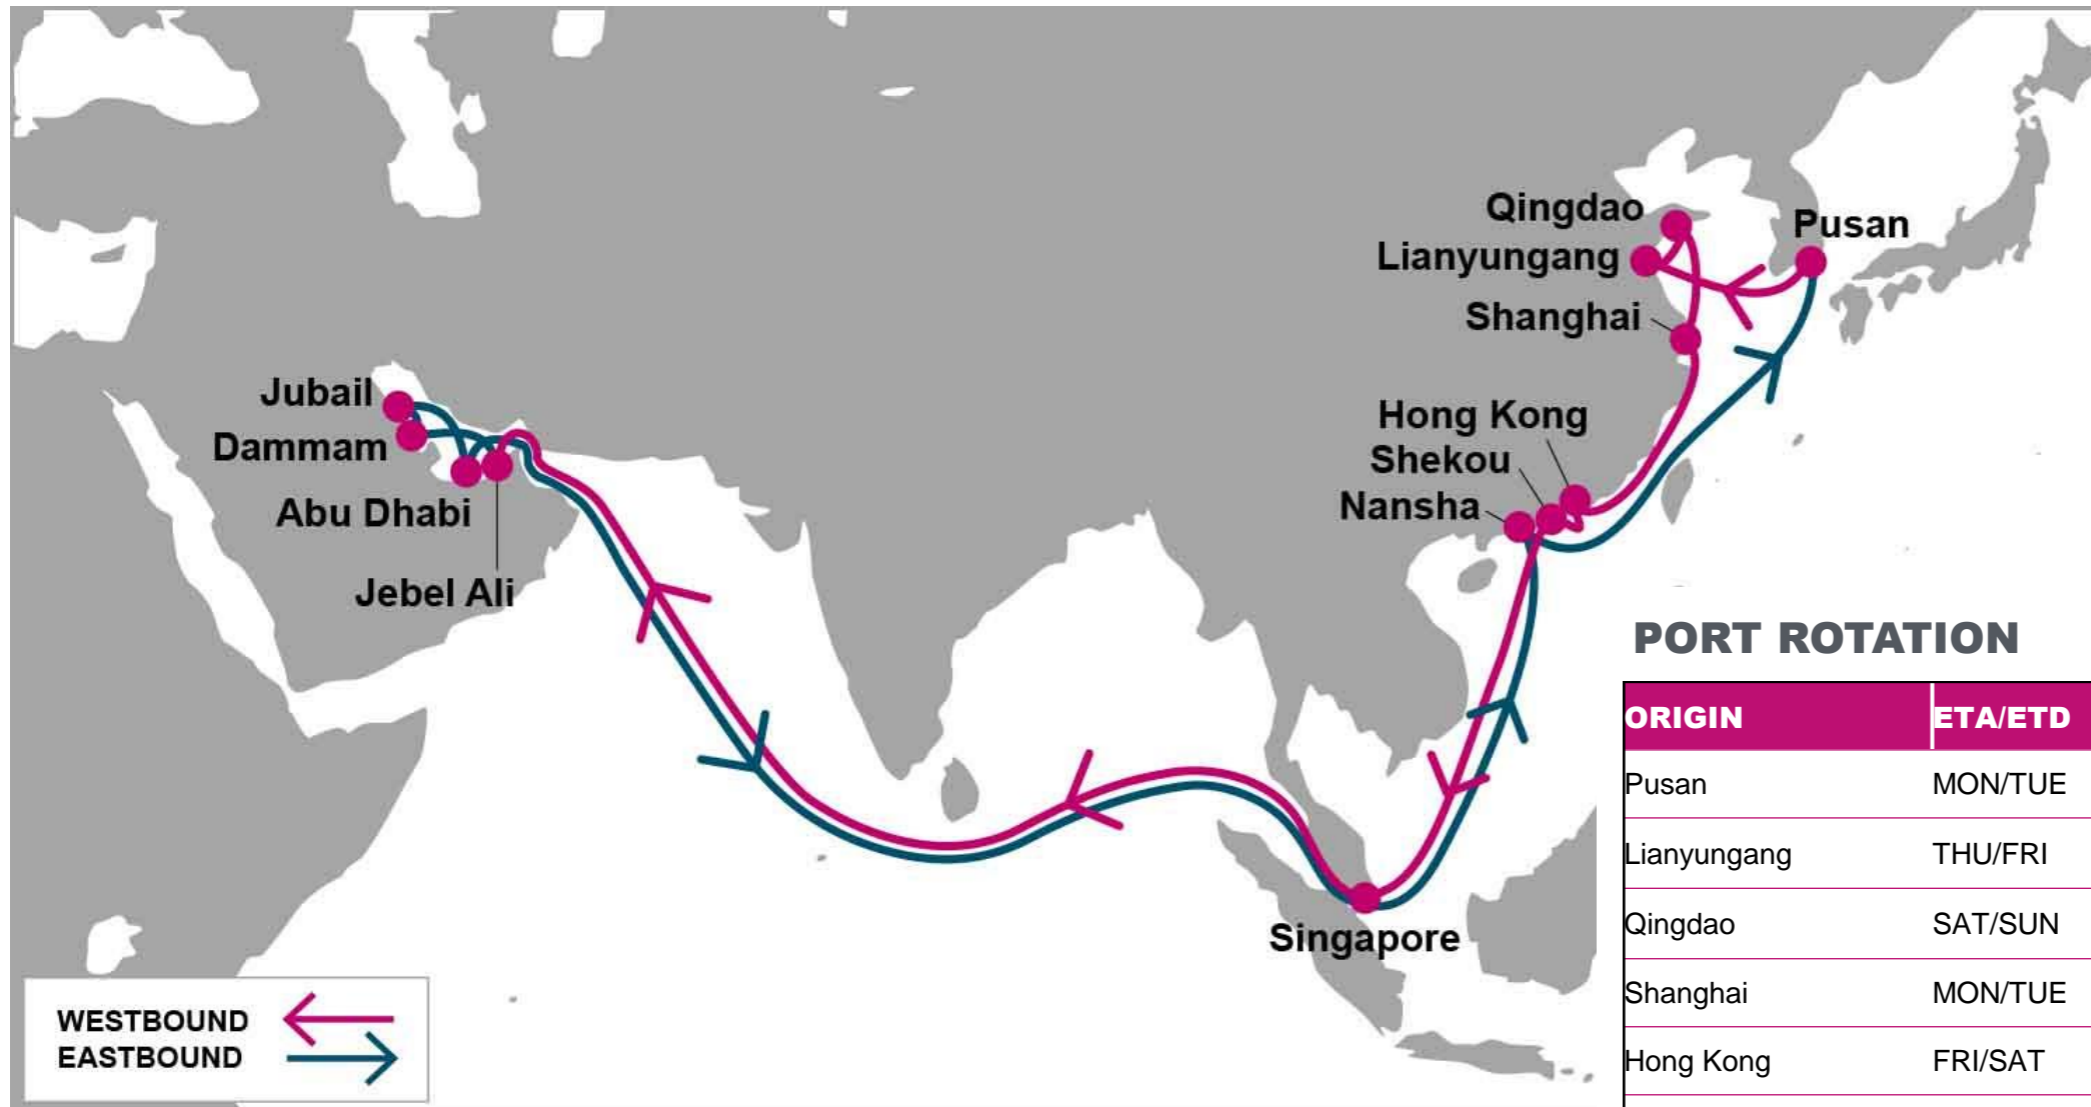 Qingdao
Pusan
Lianyungang
Shanghai
Jubail
Hong Kong
Dammam
Shekou
Nansha
Abu Dhabi
Jebel Ali
Singapore
WESTBOUND
EASTBOUND
PORT ROTATION
ORIGIN ETA/ETD
Pusan MON/TUE
Lianyungang THU/FRI
Qingdao SAT/SUN
Shanghai MON/TUE
Hong Kong FRI/SAT